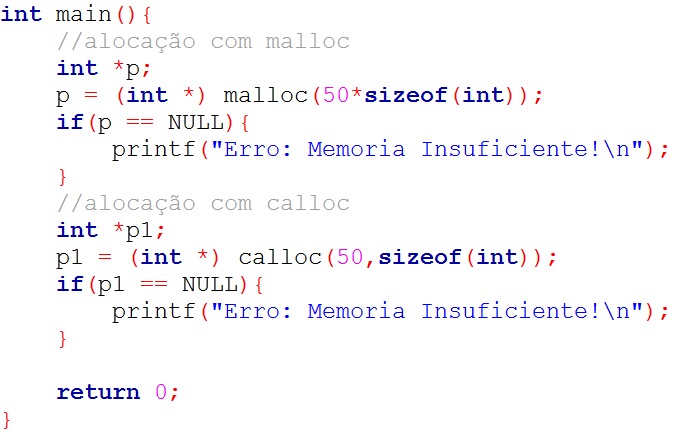 int main(){
    //alocação com malloc
    int *p;
    p = (int *) malloc(50*sizeof(int));
    if(p == NULL){
        printf("Erro: Memoria Insuficiente!\n");
    }
    //alocação com calloc
    int *p1;
    p1 = (int *) calloc(50,sizeof(int));
    if(p1 == NULL){
        printf("Erro: Memoria Insuficiente!\n");
    }
    return 0;
}